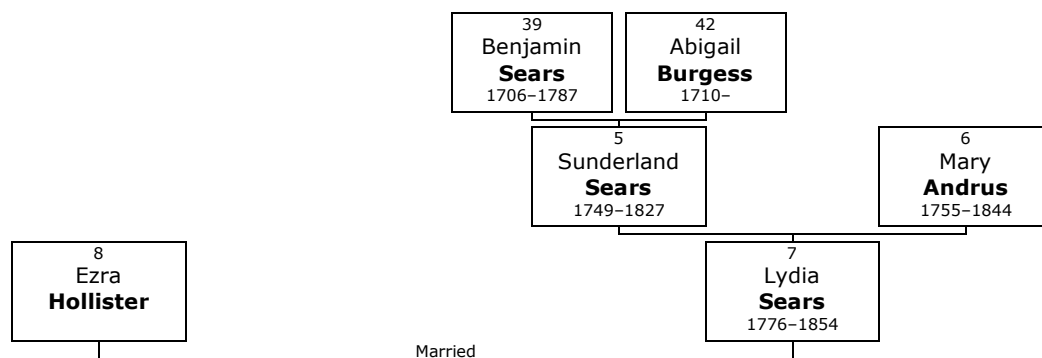 39
Benjamin
Sears
1706–1787
42
Abigail
Burgess
1710–
5
Sunderland
Sears
1749–1827
6
Mary
Andrus
1755–1844
8
Ezra
Hollister
7
Lydia
Sears
1776–1854
Married